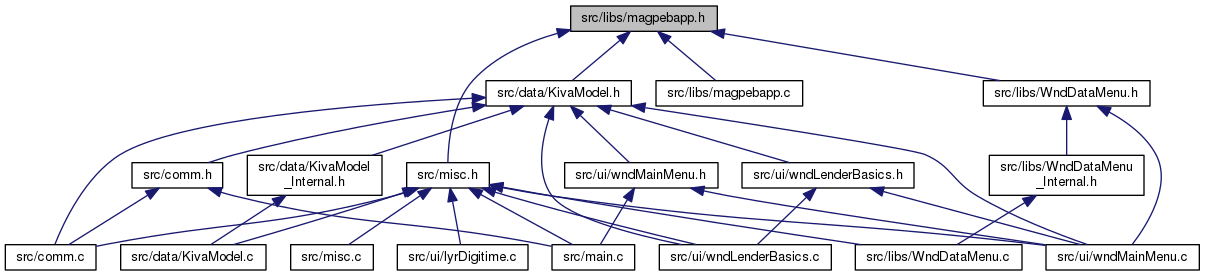 src/libs/magpebapp.h
src/data/KivaModel.h
src/libs/magpebapp.c
src/libs/WndDataMenu.h
src/comm.h
src/data/KivaModel
_Internal.h
src/misc.h
src/ui/wndMainMenu.h
src/ui/wndLenderBasics.h
src/libs/WndDataMenu
_Internal.h
src/comm.c
src/data/KivaModel.c
src/misc.c
src/ui/lyrDigitime.c
src/main.c
src/ui/wndLenderBasics.c
src/libs/WndDataMenu.c
src/ui/wndMainMenu.c